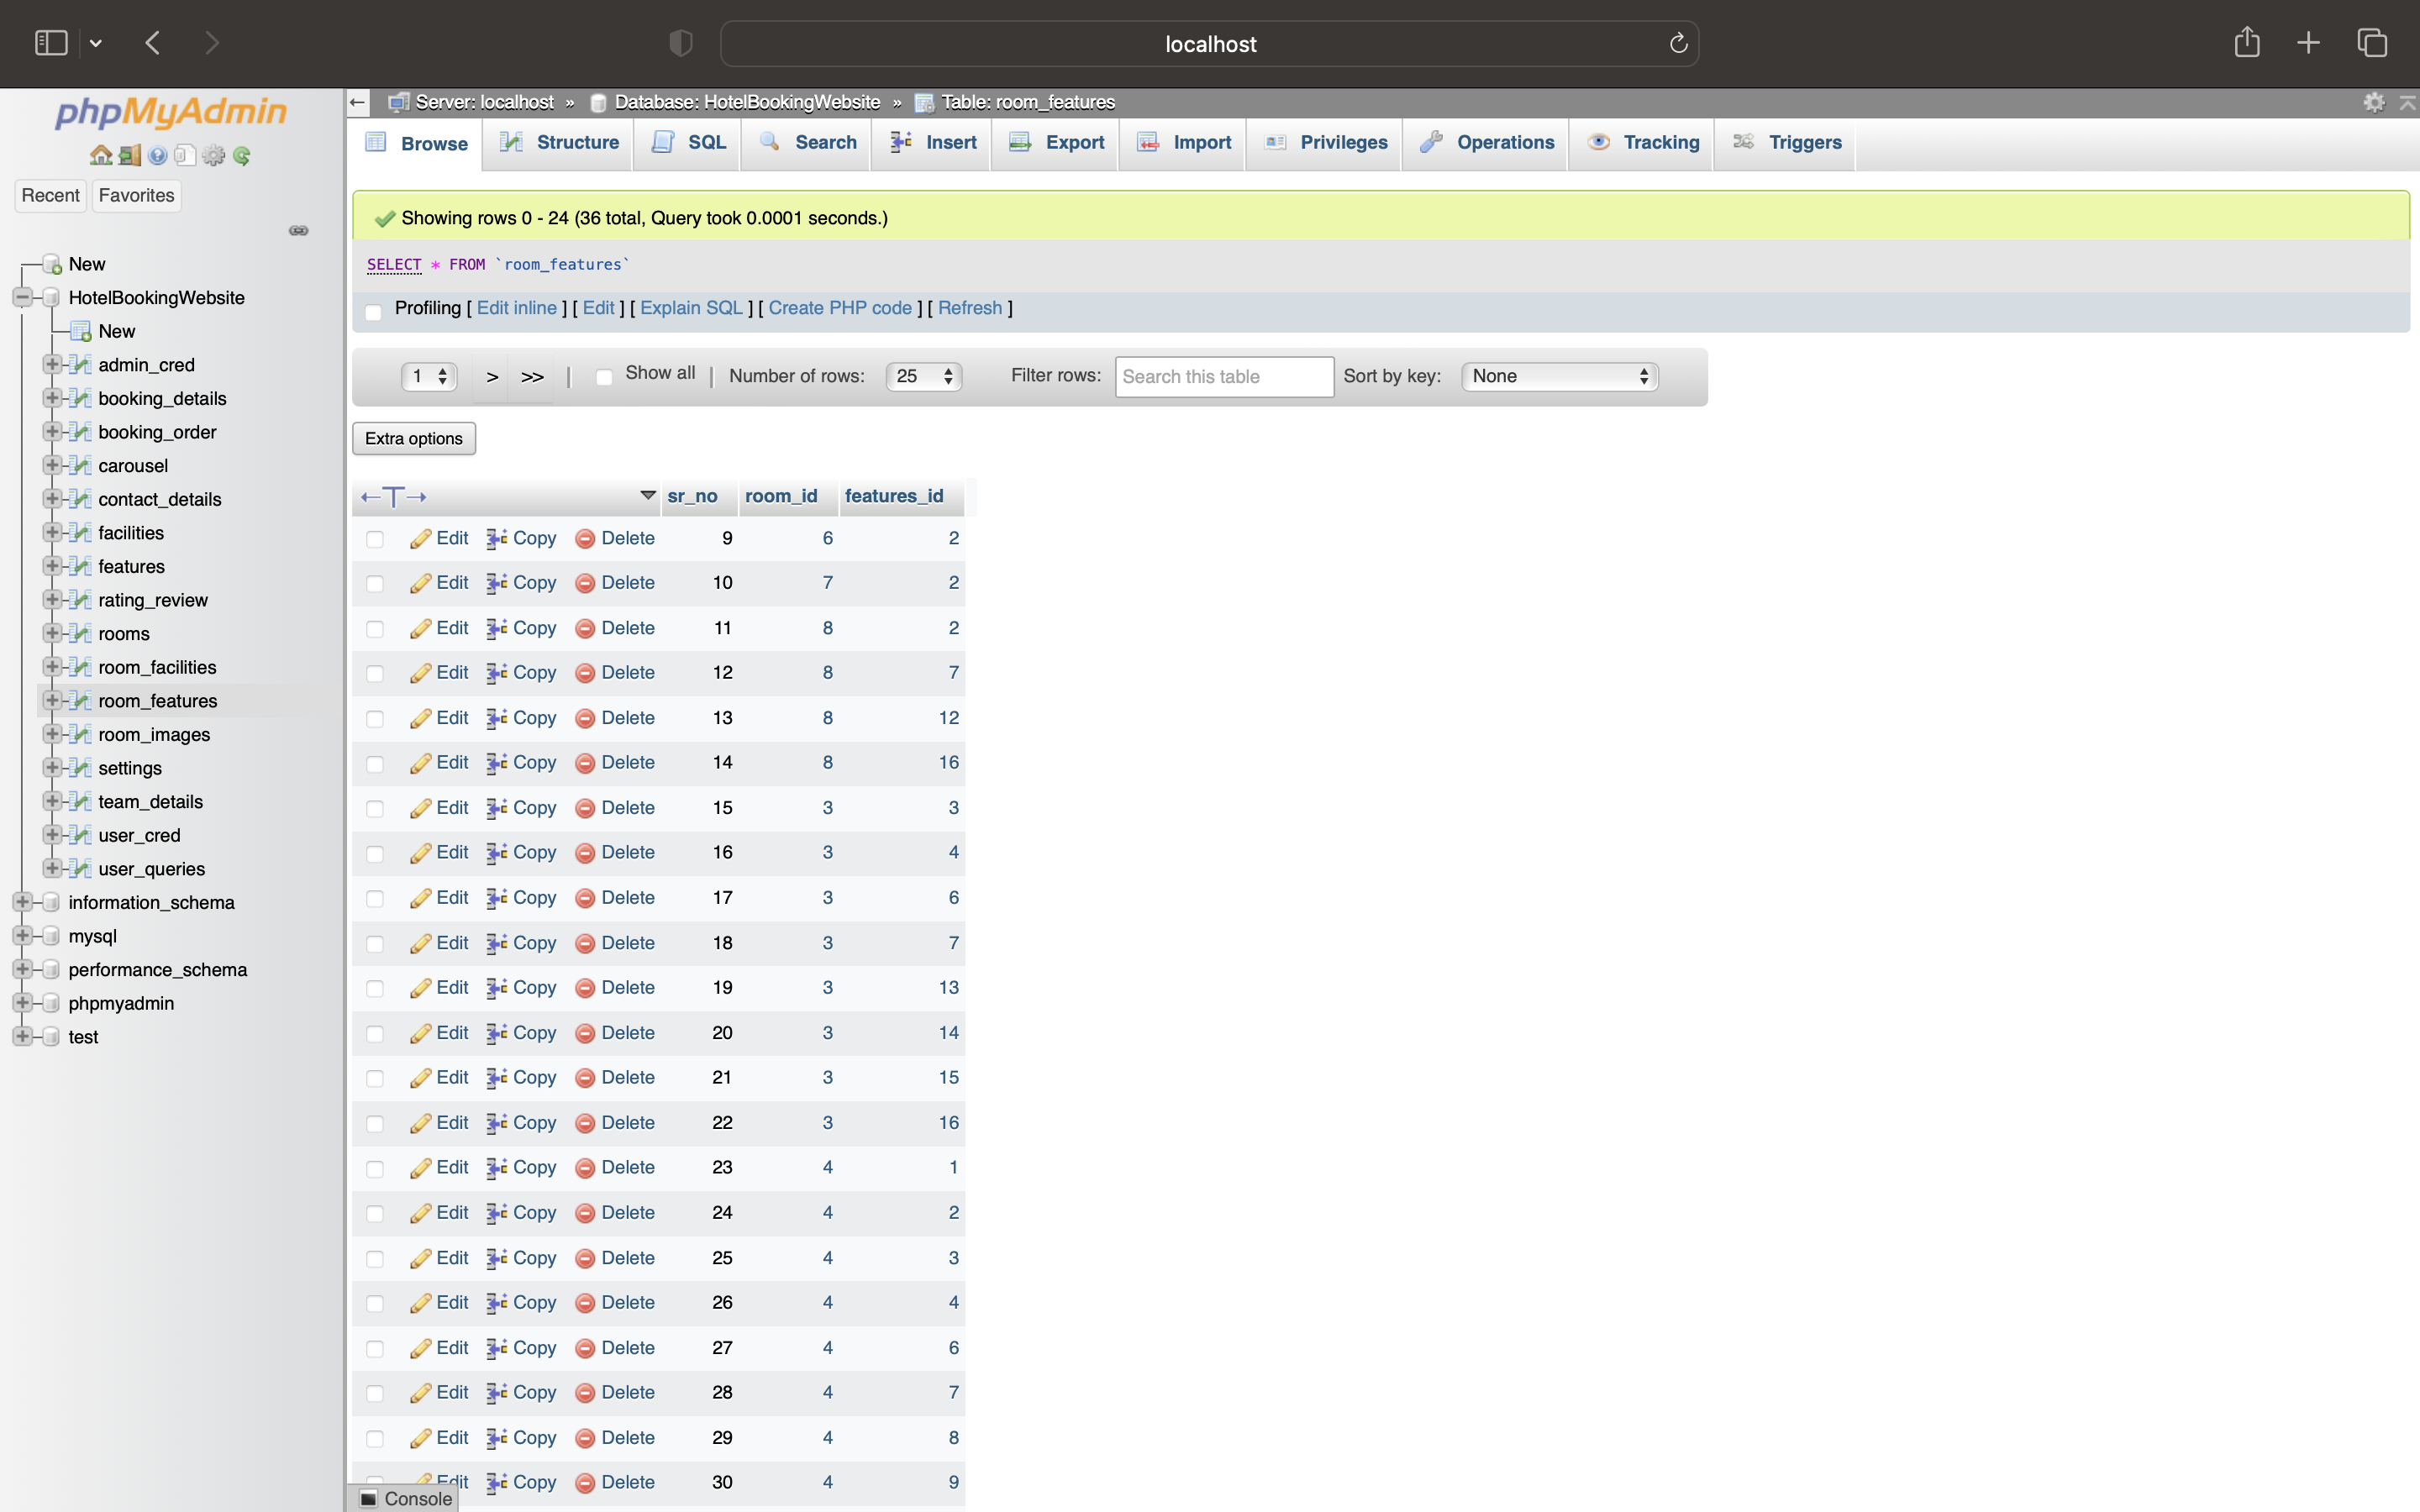 localhost
phpMyAdmin
Recent Favorites
New
HotelBookingWebsite
New
admin_cred
booking_details
booking_order
carousel
contact_details
facilities
features
rating_review
rooms
room_facilities
room_features
room_images
settings
team_details
user_cred
user_queries
information_schema
mysql
performance_schema
phpmyadmin
test
Server: localhost » Database: HotelBookingWebsite » Table: room_features
Browse Structure SQL Search Insert Export Import Privileges Operations Tracking Triggers
Showing rows 0 - 24 (36 total, Query took 0.0001 seconds.)
SELECT * FROM `room_features`
Profiling [ Edit inline ] [ Edit ] [ Explain SQL ] [ Create PHP code ] [ Refresh ]
1 > >> | Show all | Number of rows: 25 Filter rows: Search this table Sort by key: None
Extra options
←T→ sr_no room_id features_id
Edit Copy Delete 9 6 2
Edit Copy Delete 10 7 2
Edit Copy Delete 11 8 2
Edit Copy Delete 12 8 7
Edit Copy Delete 13 8 12
Edit Copy Delete 14 8 16
Edit Copy Delete 15 3 3
Edit Copy Delete 16 3 4
Edit Copy Delete 17 3 6
Edit Copy Delete 18 3 7
Edit Copy Delete 19 3 13
Edit Copy Delete 20 3 14
Edit Copy Delete 21 3 15
Edit Copy Delete 22 3 16
Edit Copy Delete 23 4 1
Edit Copy Delete 24 4 2
Edit Copy Delete 25 4 3
Edit Copy Delete 26 4 4
Edit Copy Delete 27 4 6
Edit Copy Delete 28 4 7
Edit Copy Delete 29 4 8
Edit Copy Delete 30 4 9
Console